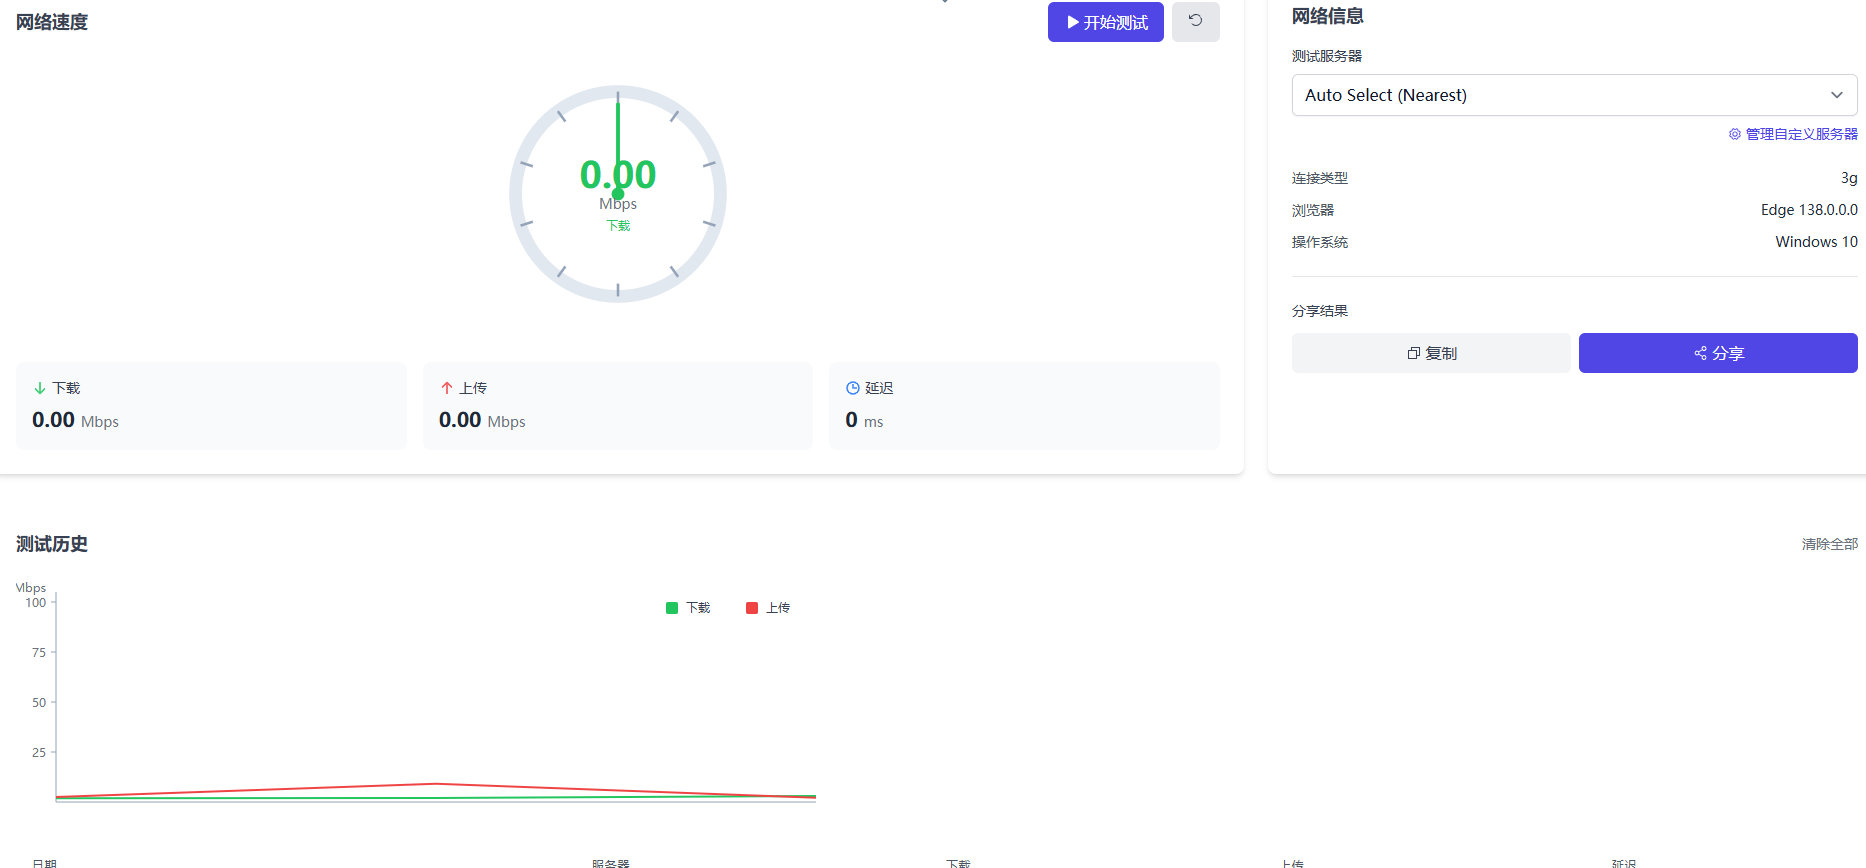 网络速度
开始测试
0.00
Mbps
下载
下载
0.00 Mbps
上传
0.00 Mbps
延迟
0 ms
网络信息
测试服务器
Auto Select (Nearest)
管理自定义服务器
连接类型 3g
浏览器 Edge 138.0.0.0
操作系统 Windows 10
分享结果
复制
分享
测试历史
清除全部
Mbps
100
75
50
25
下载
上传
日期 服务器 下载 上传 延迟